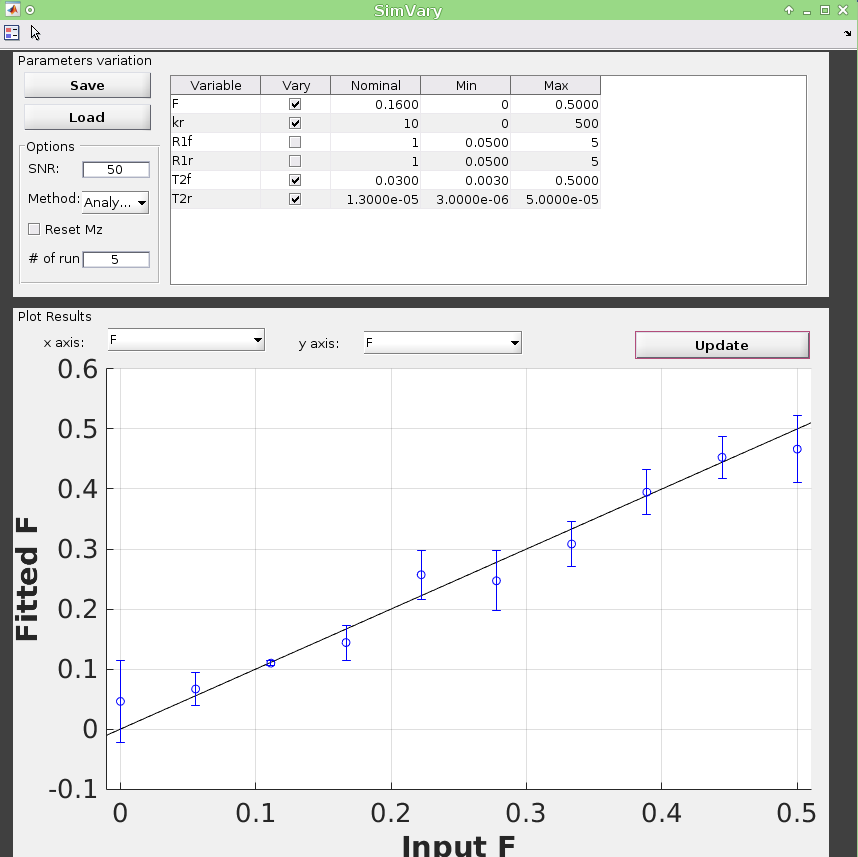 SimVary
Parameters variation
Save
Load
Options
SNR: 50
Method: Analy...
Reset Mz
# of run 5
Variable Vary Nominal Min Max
F 0.1600 0 0.5000
kr 10 0 500
R1f 1 0.0500 5
R1r 1 0.0500 5
T2f 0.0300 0.0030 0.5000
T2r 1.3000e-05 3.0000e-06 5.0000e-05
Plot Results
x axis: F y axis: F Update
0.6
0.5
0.4
0.3
0.2
0.1
0
-0.1
Fitted F
0 0.1 0.2 0.3 0.4 0.5
Input F